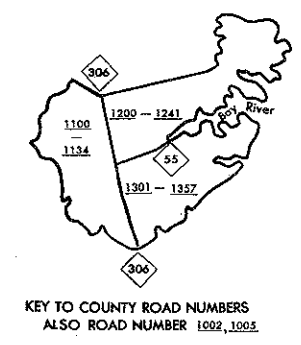 306
1200 — 1241
Bay River
1100
—
1134
55
1301 — 1357
306
KEY TO COUNTY ROAD NUMBERS
ALSO ROAD NUMBER 1002, 1005